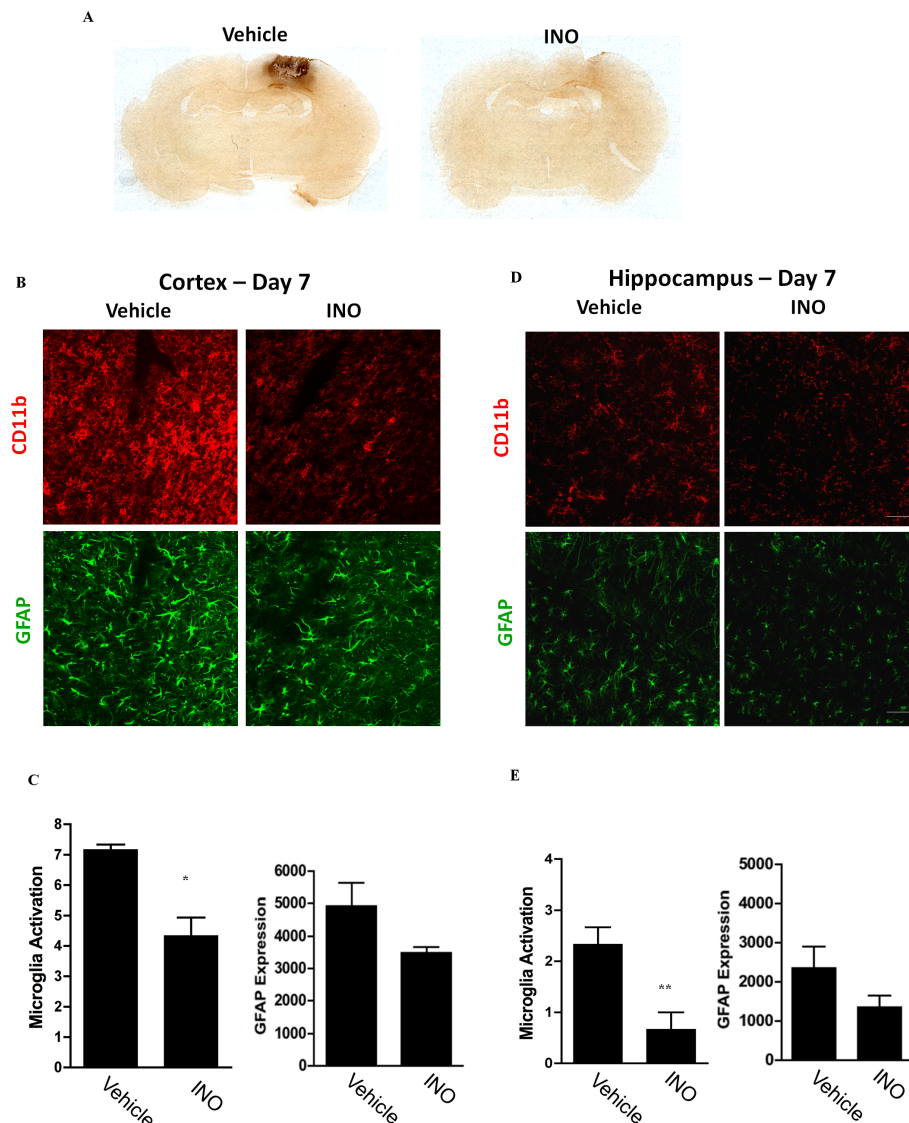 A
Vehicle
INO
B
Cortex – Day 7
Vehicle
INO
CD11b
GFAP
D
Hippocampus – Day 7
Vehicle
INO
CD11b
GFAP
C
Microglia Activation
8
7
6
5
4
3
2
1
0
*
Vehicle
INO
GFAP Expression
6000
5000
4000
3000
2000
1000
0
Vehicle
INO
E
Microglia Activation
4
3
2
1
0
**
Vehicle
INO
GFAP Expression
5000
4000
3000
2000
1000
0
Vehicle
INO